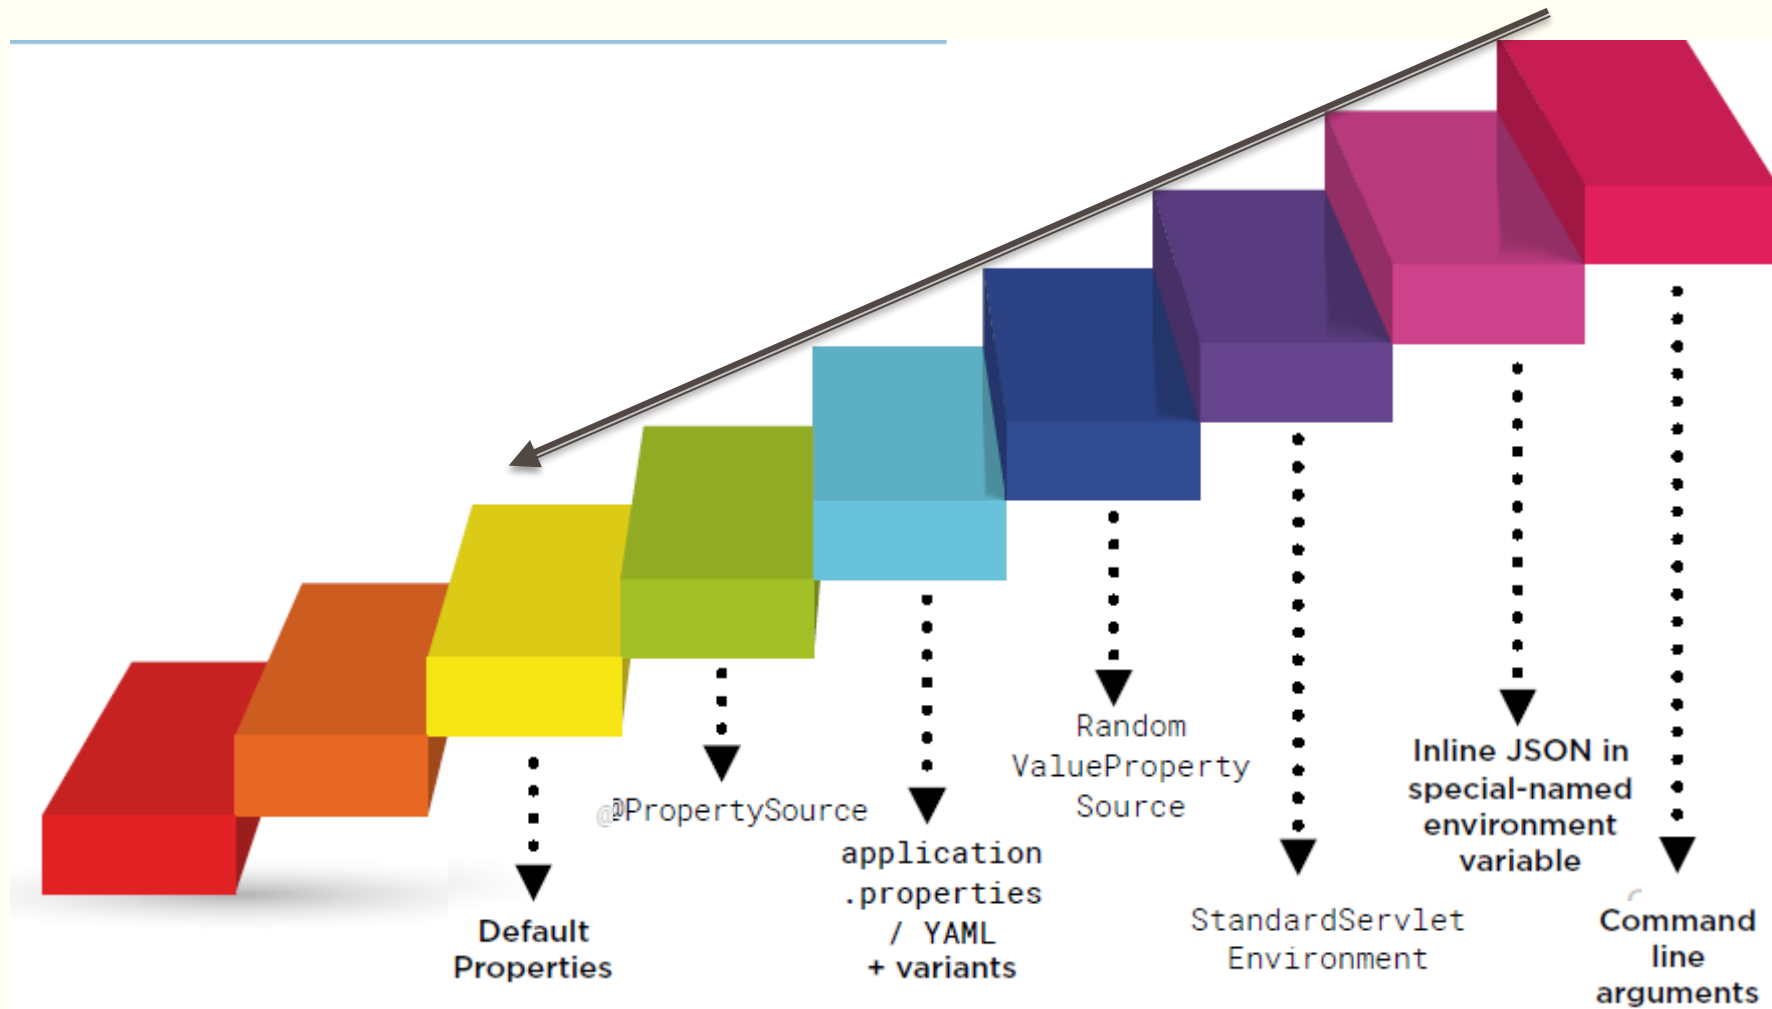 Default
Properties
@@PropertySource
application
.properties
/ YAML
+ variants
Random
ValueProperty
Source
StandardServlet
Environment
Inline JSON in
special-named
environment
variable
Command
line
arguments